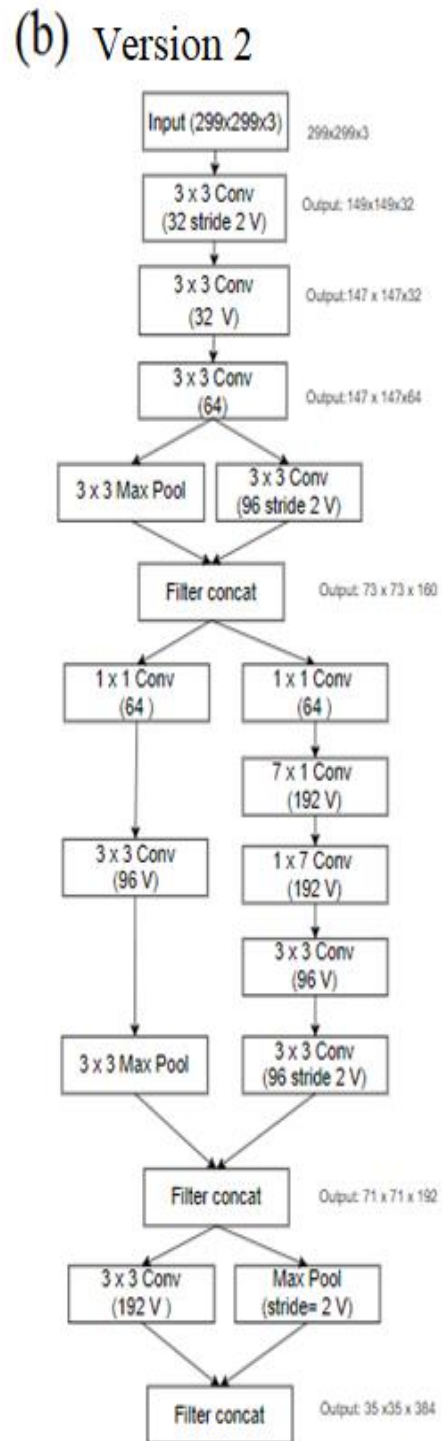 (b) Version 2
Input (299x299x3)
299x299x3
3 x 3 Conv
(32 stride 2 V)
Output: 149x149x32
3 x 3 Conv
(32 V)
Output:147 x 147x32
3 x 3 Conv
(64)
Output:147 x 147x64
3 x 3 Max Pool
3 x 3 Conv
(96 stride 2 V)
Filter concat
Output: 73 x 73 x 160
1 x 1 Conv
(64 )
1 x 1 Conv
(64 )
7 x 1 Conv
(192 V)
3 x 3 Conv
(96 V)
1 x 7 Conv
(192 V)
3 x 3 Conv
(96 V)
3 x 3 Max Pool
3 x 3 Conv
(96 stride 2 V)
Filter concat
Output: 71 x 71 x 192
3 x 3 Conv
(192 V )
Max Pool
(stride= 2 V)
Filter concat
Output: 35 x35 x 384